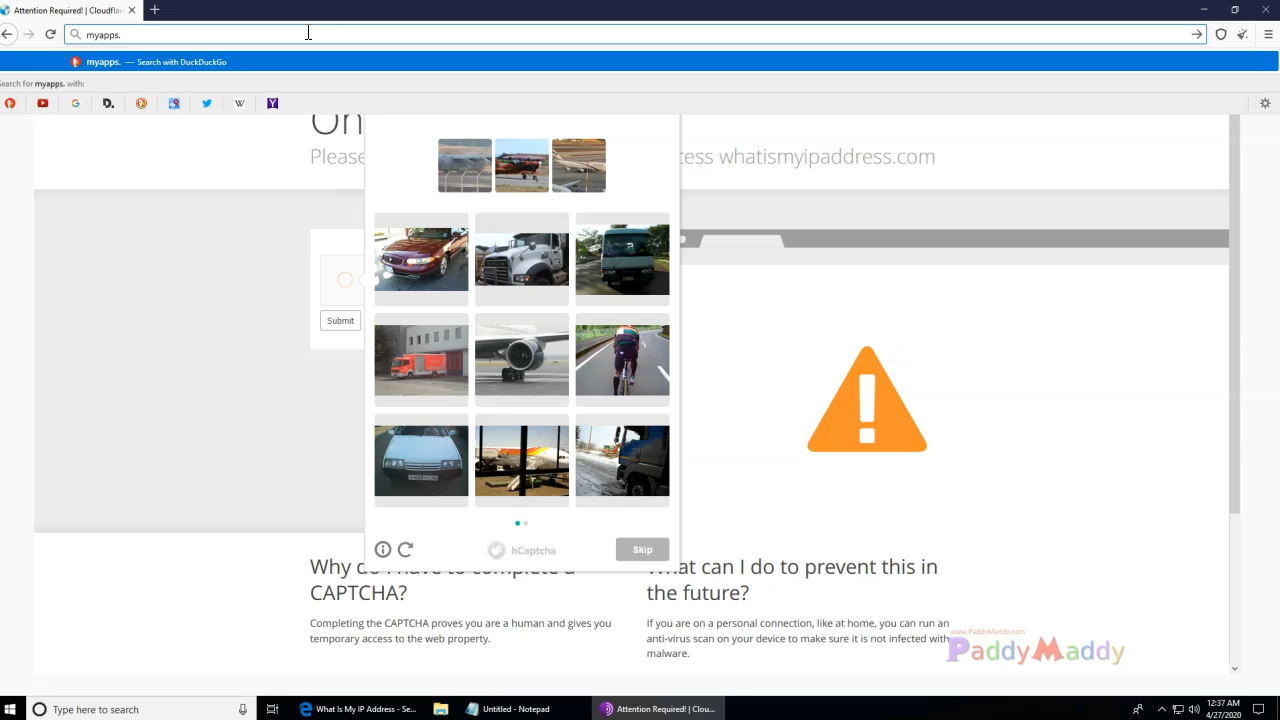 Attention Required! | Cloudflar
myapps.
myapps. — Search with DuckDuckGo
Search for myapps. with:
On
Please
cess whatismyipaddress.com
Submit
hCaptcha
Skip
Why do I have to complete a
CAPTCHA?
Completing the CAPTCHA proves you are a human and gives you
temporary access to the web property.
What can I do to prevent this in
the future?
If you are on a personal connection, like at home, you can run an
anti-virus scan on your device to make sure it is not infected with
malware.
www.PaddyMaddy.com
PaddyMaddy
Type here to search
What Is My IP Address - Se...
Untitled - Notepad
Attention Required! | Clou...
12:37 AM
4/27/2020